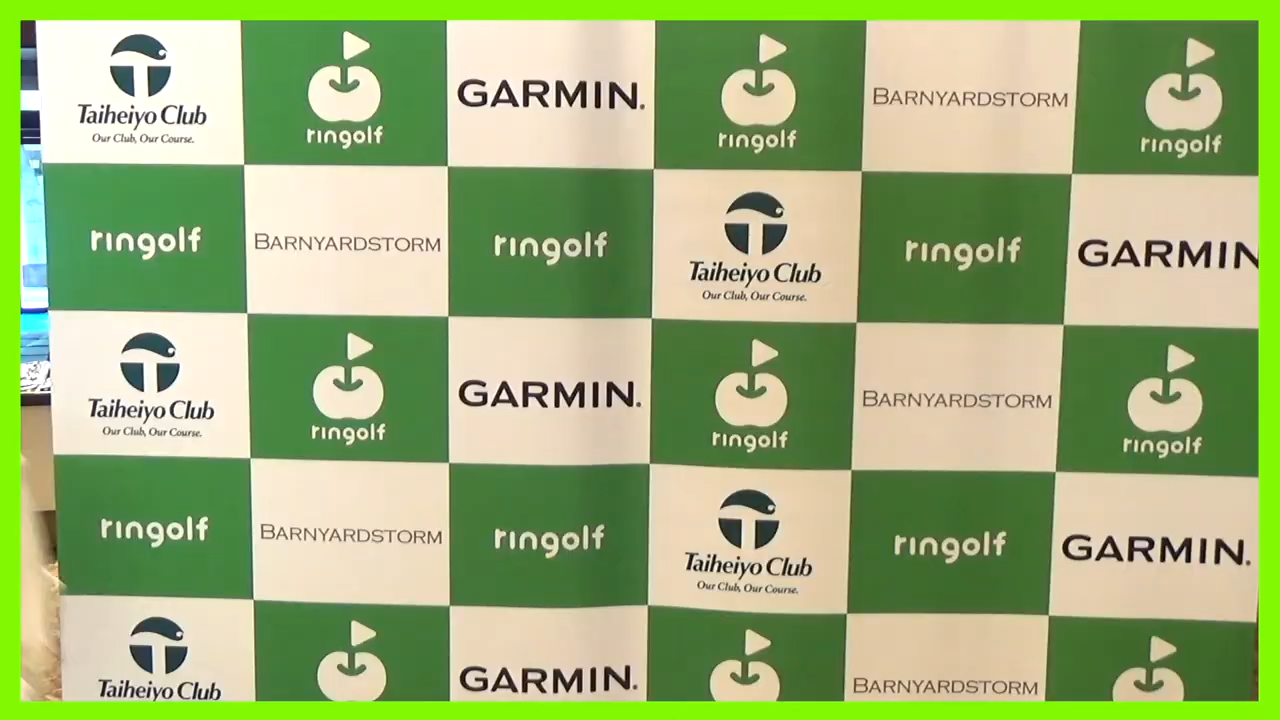 Taiheiyo Club
Our Club, Our Course.
ringolf
GARMIN.
ringolf
BARNYARDSTORM
ringolf
ringolf
BARNYARDSTORM
ringolf
Taiheiyo Club
Our Club, Our Course.
ringolf
GARMIN
Taiheiyo Club
Our Club, Our Course.
ringolf
GARMIN.
ringolf
BARNYARDSTORM
ringolf
ringolf
BARNYARDSTORM
ringolf
Taiheiyo Club
Our Club, Our Course.
ringolf
GARMIN.
Taiheiyo Club
GARMIN.
BARNYARDSTORM